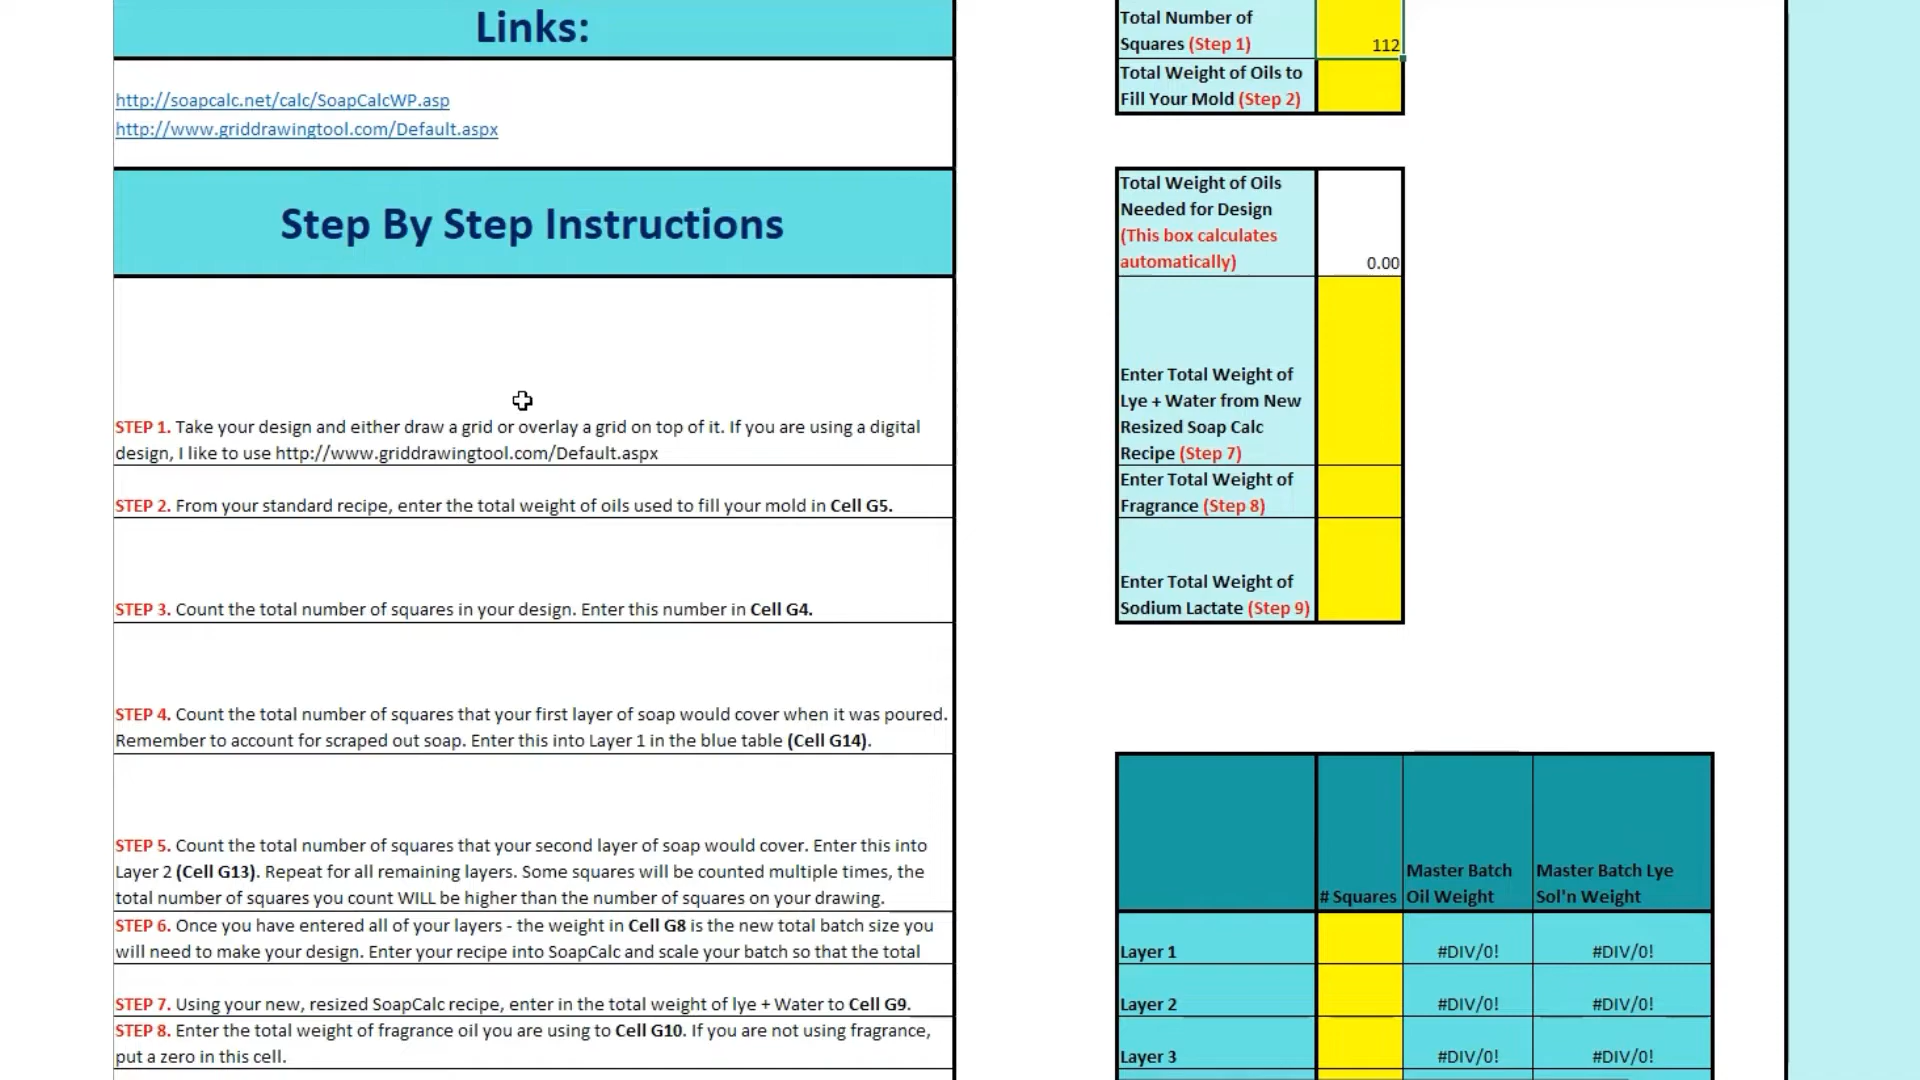 Links:
http://soapcalc.net/calc/SoapCalcWP.asp
http://www.griddrawingtool.com/Default.aspx
Step By Step Instructions
STEP 1. Take your design and either draw a grid or overlay a grid on top of it. If you are using a digital
design, I like to use http://www.griddrawingtool.com/Default.aspx
STEP 2. From your standard recipe, enter the total weight of oils used to fill your mold in Cell G5.
STEP 3. Count the total number of squares in your design. Enter this number in Cell G4.
STEP 4. Count the total number of squares that your first layer of soap would cover when it was poured.
Remember to account for scraped out soap. Enter this into Layer 1 in the blue table (Cell G14).
STEP 5. Count the total number of squares that your second layer of soap would cover. Enter this into
Layer 2 (Cell G13). Repeat for all remaining layers. Some squares will be counted multiple times, the
total number of squares you count WILL be higher than the number of squares on your drawing.
STEP 6. Once you have entered all of your layers - the weight in Cell G8 is the new total batch size you
will need to make your design. Enter your recipe into SoapCalc and scale your batch so that the total
STEP 7. Using your new, resized SoapCalc recipe, enter in the total weight of lye + Water to Cell G9.
STEP 8. Enter the total weight of fragrance oil you are using to Cell G10. If you are not using fragrance,
put a zero in this cell.
Total Number of
Squares (Step 1) 112
Total Weight of Oils to
Fill Your Mold (Step 2)
Total Weight of Oils
Needed for Design
(This box calculates
automatically) 0.00
Enter Total Weight of
Lye + Water from New
Resized Soap Calc
Recipe (Step 7)
Enter Total Weight of
Fragrance (Step 8)
Enter Total Weight of
Sodium Lactate (Step 9)
# Squares
Master Batch
Oil Weight
Master Batch Lye
Sol'n Weight
Layer 1 #DIV/0! #DIV/0!
Layer 2 #DIV/0! #DIV/0!
Layer 3 #DIV/0! #DIV/0!